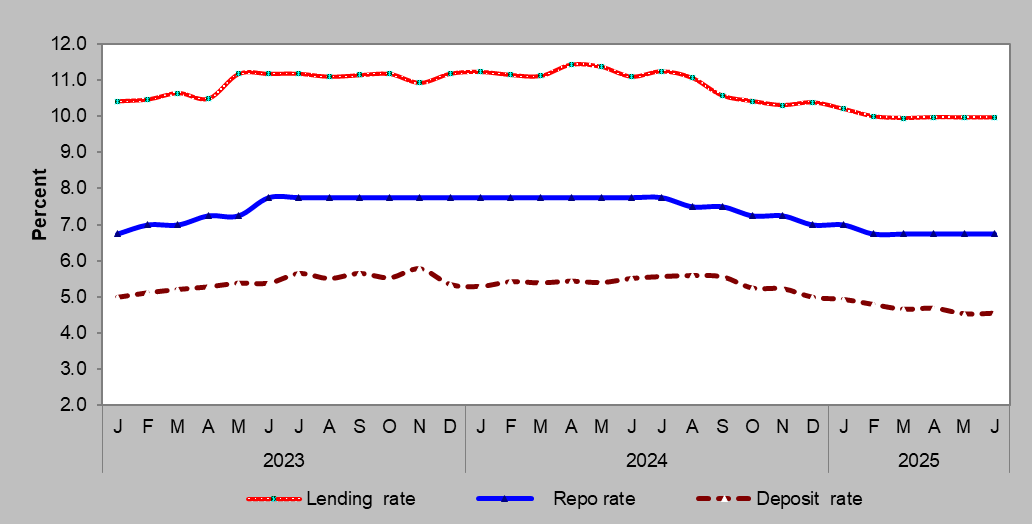 12.0
11.0
10.0
9.0
8.0
7.0
6.0
5.0
4.0
3.0
2.0
Percent
J F M A M J J A S O N D J F M A M J J A S O N D J F M A M J
2023 2024 2025
Lending rate Repo rate Deposit rate